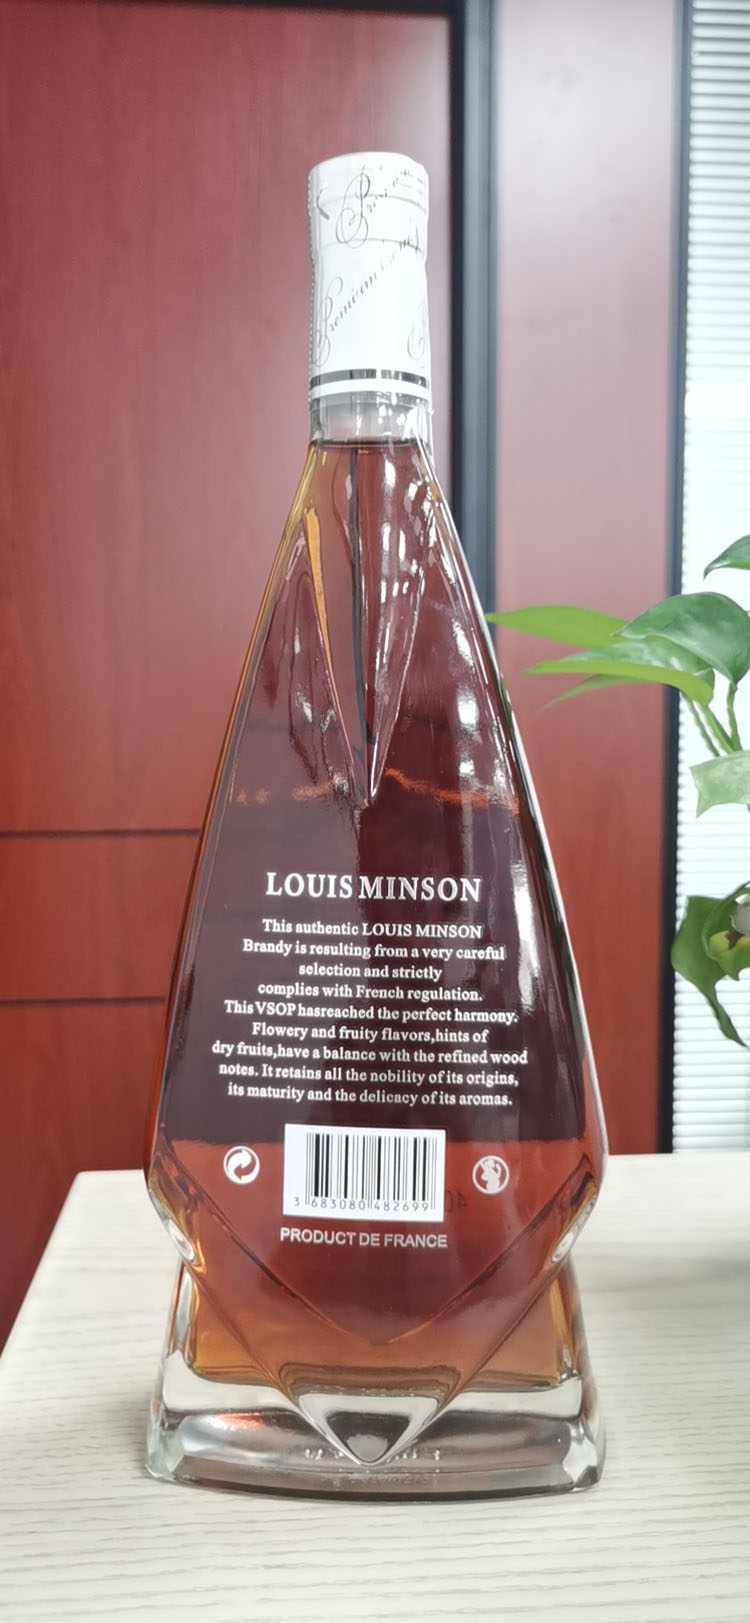 Premium
LOUIS MINSON
This authentic LOUIS MINSON
Brandy is resulting from a very careful
selection and strictly
complies with French regulation.
This VSOP hasreached the perfect harmony.
Flowery and fruity flavors,hints of
dry fruits,have a balance with the refined wood
notes. It retains all the nobility of its origins,
its maturity and the delicacy of its aromas.
3 683080 482699
PRODUCT DE FRANCE